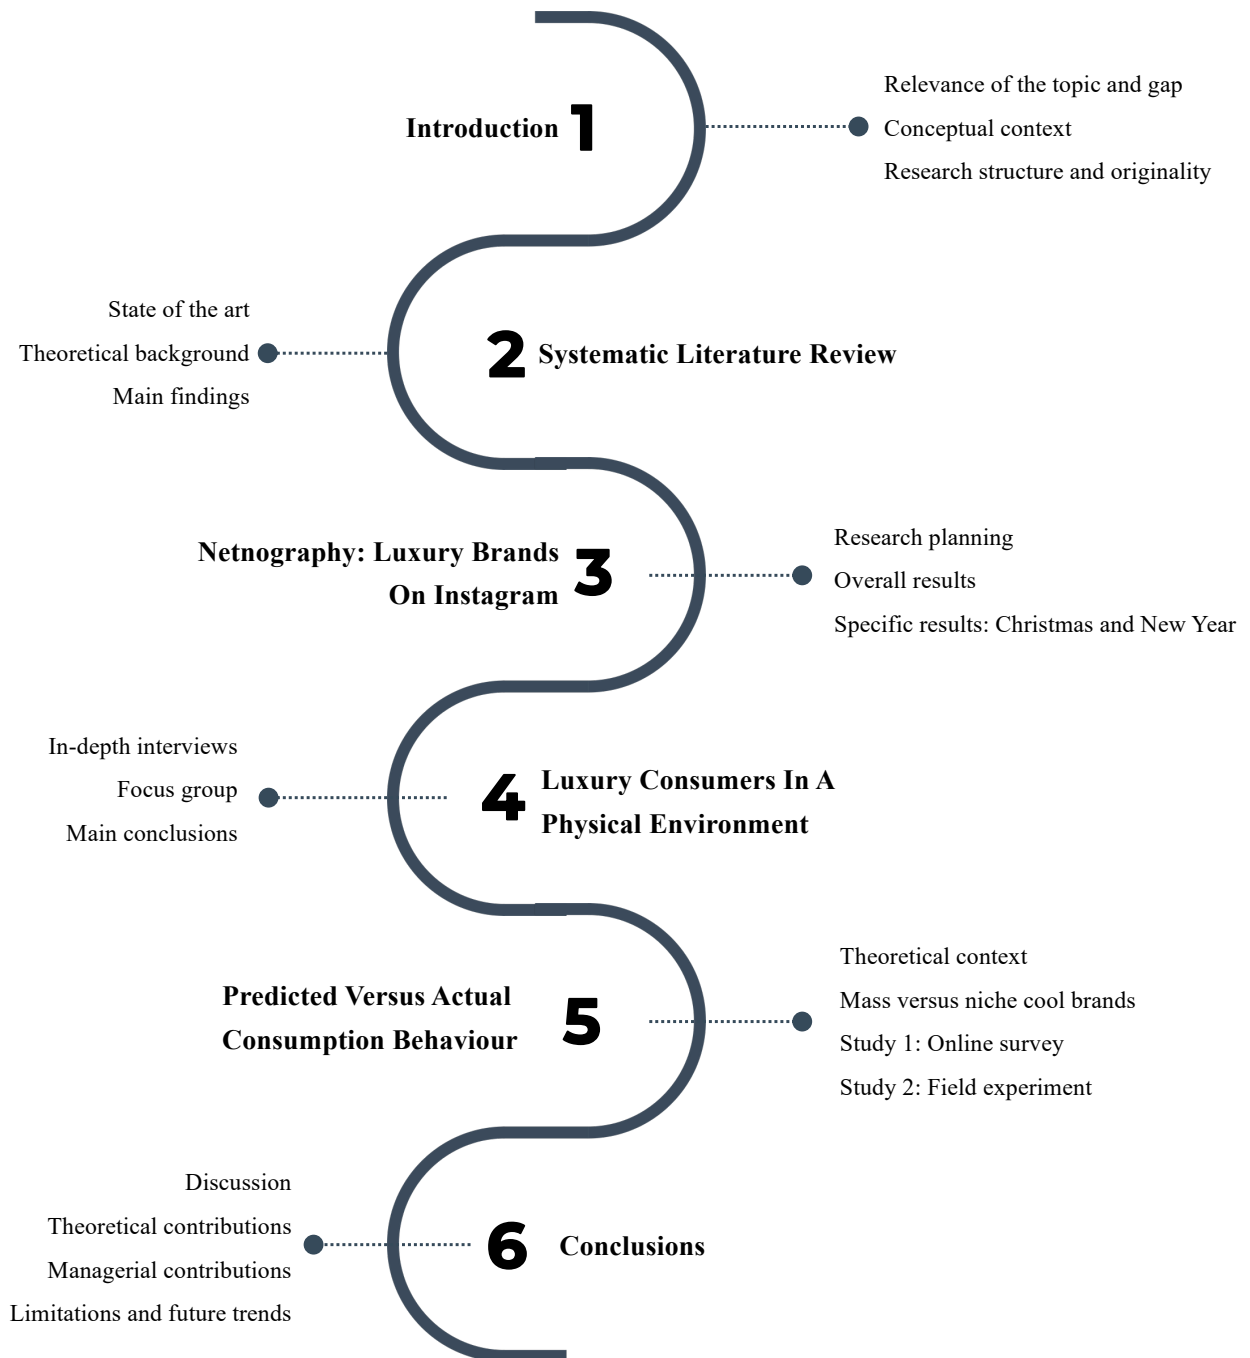 Introduction 1
Relevance of the topic and gap
Conceptual context
Research structure and originality
State of the art
Theoretical background
Main findings
2 Systematic Literature Review
Netnography: Luxury Brands
On Instagram
3
Research planning
Overall results
Specific results: Christmas and New Year
In-depth interviews
Focus group
Main conclusions
4
Luxury Consumers In A
Physical Environment
Predicted Versus Actual
Consumption Behaviour
5
Theoretical context
Mass versus niche cool brands
Study 1: Online survey
Study 2: Field experiment
Discussion
Theoretical contributions
Managerial contributions
Limitations and future trends
6 Conclusions